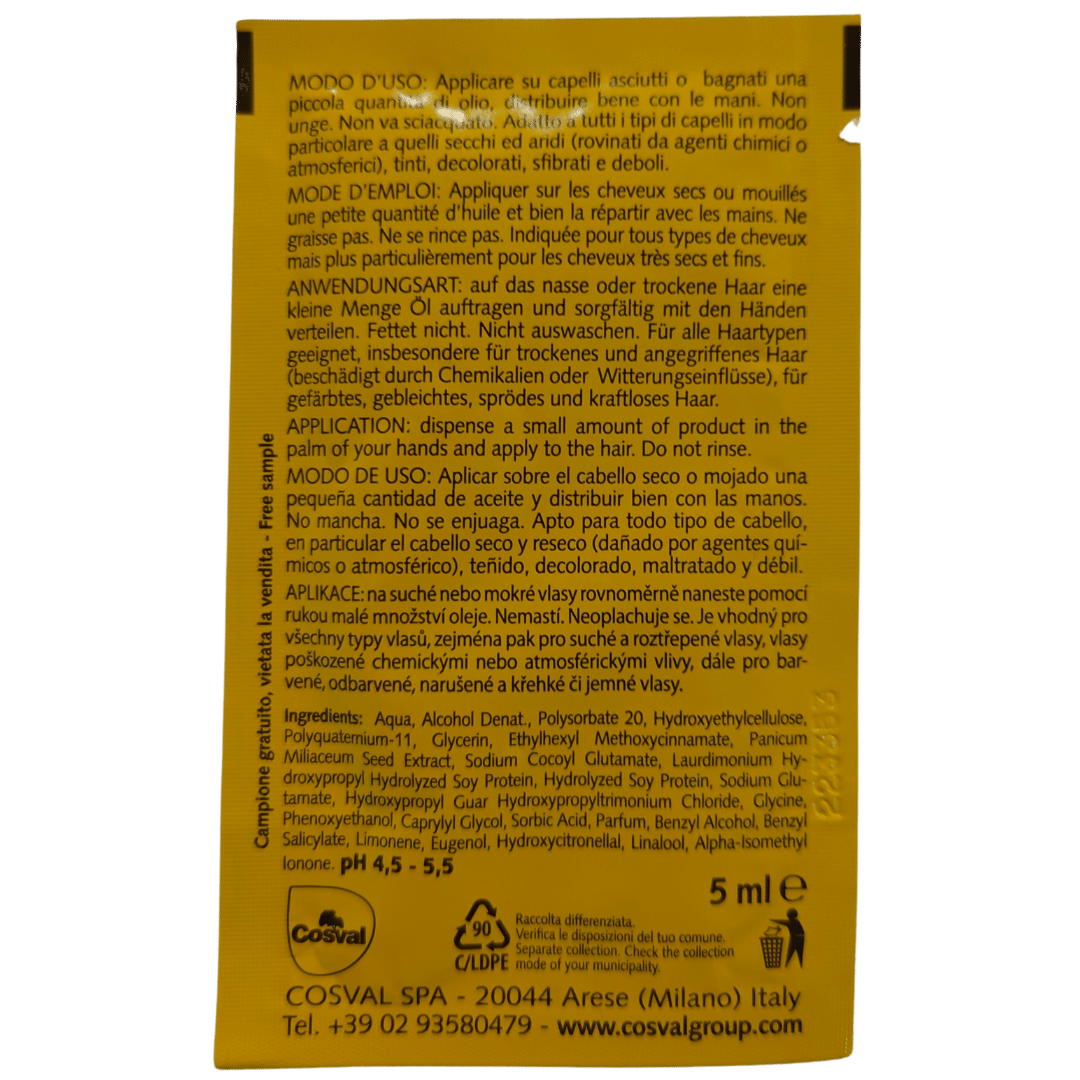 MODO D'USO: Applicare su capelli asciutti o bagnati una
piccola quantità di olio, distribuire bene con le mani. Non
unge. Non va sciacquato. Adatto a tutti i tipi di capelli in modo
particolare a quelli secchi ed aridi (rovinati da agenti chimici o
atmosferici), tinti, decolorati, sfibrati e deboli.
MODE D'EMPLOI: Appliquer sur les cheveux secs ou mouillés
une petite quantité d'huile et bien la répartir avec les mains. Ne
graisse pas. Ne se rince pas. Indiquée pour tous types de cheveux
mais plus particulièrement pour les cheveux très secs et fins.
ANWENDUNGSART: auf das nasse oder trockene Haar eine
kleine Menge Öl auftragen und sorgfältig mit den Händen
verteilen. Fettet nicht. Nicht auswaschen. Für alle Haartypen
geeignet, insbesondere für trockenes und angegriffenes Haar
(beschädigt durch Chemikalien oder Witterungseinflüsse), für
gefärbtes, gebleichtes, sprödes und kraftloses Haar.
APPLICATION: dispense a small amount of product in the
palm of your hands and apply to the hair. Do not rinse.
MODO DE USO: Aplicar sobre el cabello seco o mojado una
pequeña cantidad de aceite y distribuir bien con las manos.
No mancha. No se enjuaga. Apto para todo tipo de cabello,
en particular el cabello seco y reseco (dañado por agentes quí-
micos o atmosférico), teñido, decolorado, maltratado y débil.
APLIKACE: na suché nebo mokré vlasy rovnoměrně naneste pomocí
rukou malé množství oleje. Nemastí. Neoplachuje se. Je vhodný pro
všechny typy vlasů, zejména pak pro suché a roztřepené vlasy, vlasy
poškozené chemickými nebo atmosférickými vlivy, dále pro bar-
vené, odbarvené, narušené a křehké či jemné vlasy.
Ingredients: Aqua, Alcohol Denat., Polysorbate 20, Hydroxyethylcellulose,
Polyquaternium-11, Glycerin, Ethylhexyl Methoxycinnamate, Panicum
Miliaceum Seed Extract, Sodium Cocoyl Glutamate, Laurdimonium Hy-
droxypropyl Hydrolyzed Soy Protein, Hydrolyzed Soy Protein, Sodium Glu-
tamate, Hydroxypropyl Guar Hydroxypropyltrimonium Chloride, Glycine,
Phenoxyethanol, Caprylyl Glycol, Sorbic Acid, Parfum, Benzyl Alcohol, Benzyl
Salicylate, Limonene, Eugenol, Hydroxycitronellal, Linalool, Alpha-Isomethyl
Ionone. pH 4,5 - 5,5
Campione gratuito, vietata la vendita - Free sample
223353
5 ml ℮
Cosval
90
C/LDPE
Raccolta differenziata.
Verifica le disposizioni del tuo comune.
Separate collection. Check the collection
mode of your municipality.
COSVAL SPA - 20044 Arese (Milano) Italy
Tel. +39 02 93580479 - www.cosvalgroup.com